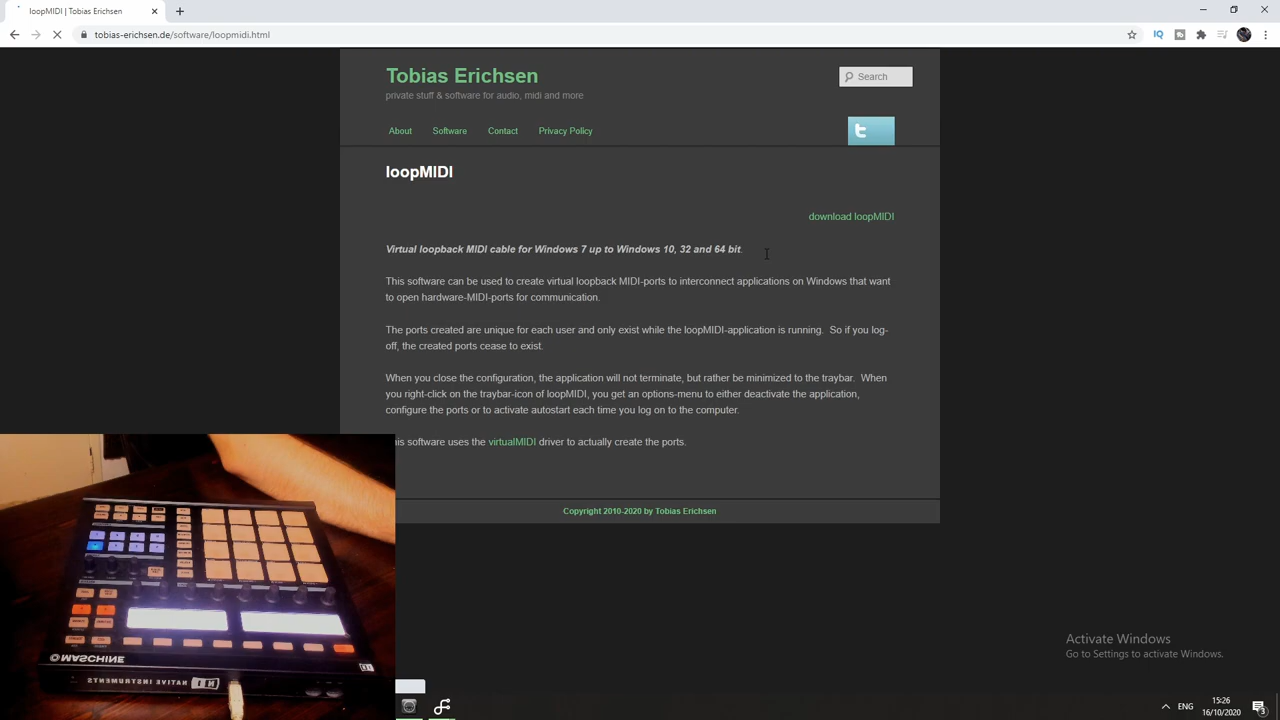 loopMIDI | Tobias Erichsen
tobias-erichsen.de/software/loopmidi.html
IQ
Tobias Erichsen
private stuff & software for audio, midi and more
Search
About
Software
Contact
Privacy Policy
loopMIDI
download loopMIDI
Virtual loopback MIDI cable for Windows 7 up to Windows 10, 32 and 64 bit.
This software can be used to create virtual loopback MIDI-ports to interconnect applications on Windows that want
to open hardware-MIDI-ports for communication.
The ports created are unique for each user and only exist while the loopMIDI-application is running. So if you log-
off, the created ports cease to exist.
When you close the configuration, the application will not terminate, but rather be minimized to the traybar. When
you right-click on the traybar-icon of loopMIDI, you get an options-menu to either deactivate the application,
configure the ports or to activate autostart each time you log on to the computer.
his software uses the virtualMIDI driver to actually create the ports.
Copyright 2010-2020 by Tobias Erichsen
MASCHINE
NATIVE INSTRUMENTS
Activate Windows
Go to Settings to activate Windows.
ENG
15:26
16/10/2020
3